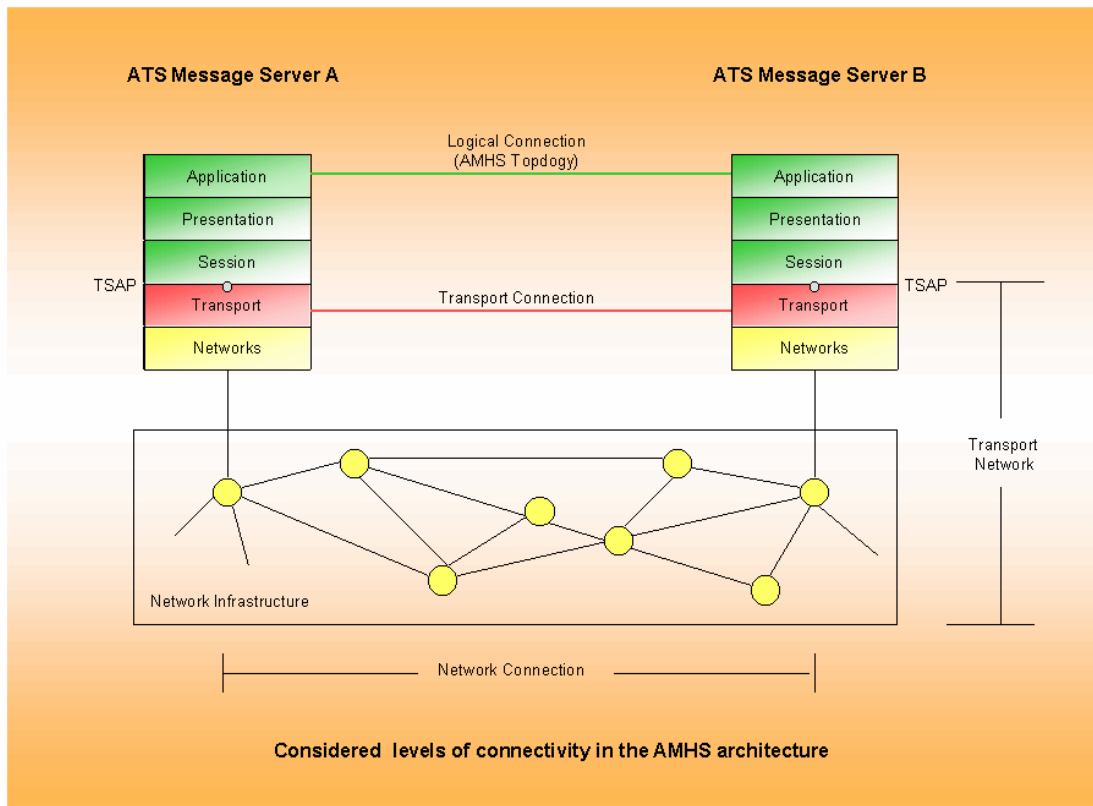 ATS Message Server A
ATS Message Server B
Logical Connection
(AMHS Topdogy)
Application
Presentation
Session
TSAP
Transport
Networks
Transport Connection
Application
Presentation
Session
TSAP
Transport
Networks
Transport
Network
Network Infrastructure
Network Connection
Considered levels of connectivity in the AMHS architecture